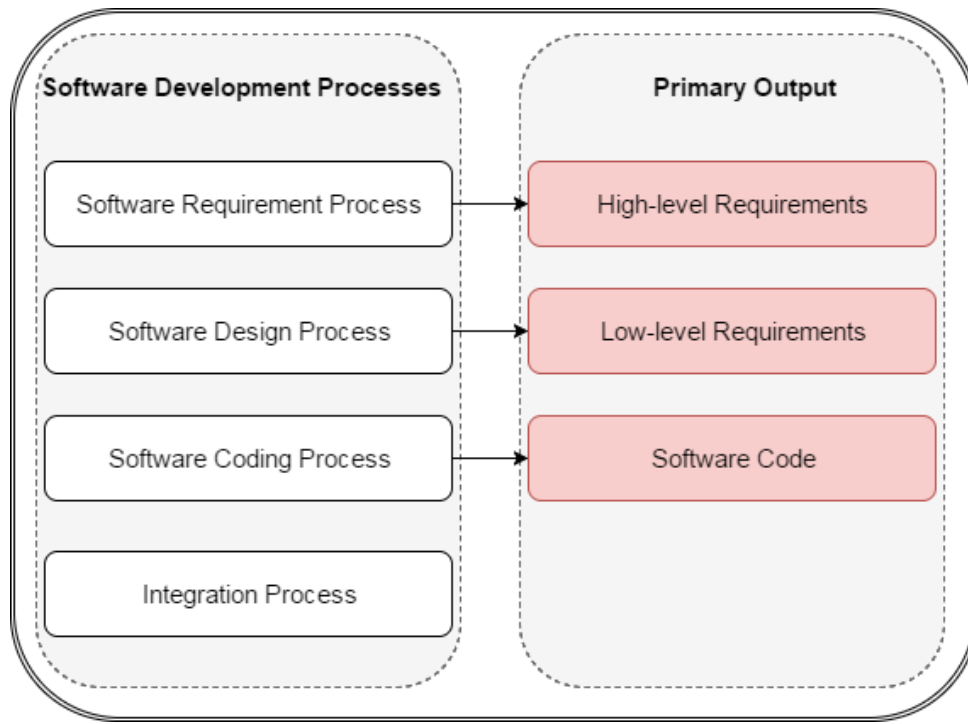 Software Development Processes
Primary Output
Software Requirement Process
High-level Requirements
Software Design Process
Low-level Requirements
Software Coding Process
Software Code
Integration Process